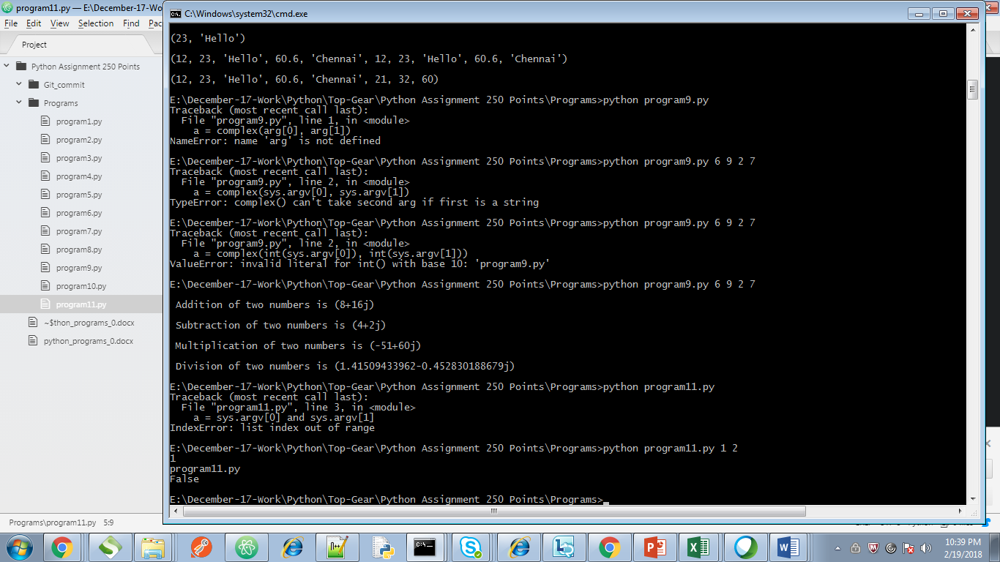 program11.py — E:\December-17-Wo
C:\Windows\system32\cmd.exe
File Edit View Selection Find Pac
Project
Python Assignment 250 Points
Git_commit
Programs
program1.py
program2.py
program3.py
program4.py
program5.py
program6.py
program7.py
program8.py
program9.py
program10.py
program11.py
~$thon_programs_0.docx
python_programs_0.docx
(23, 'Hello')
(12, 23, 'Hello', 60.6, 'Chennai', 12, 23, 'Hello', 60.6, 'Chennai')
(12, 23, 'Hello', 60.6, 'Chennai', 21, 32, 60)
E:\December-17-Work\Python\Top-Gear\Python Assignment 250 Points\Programs>python program9.py
Traceback (most recent call last):
  File "program9.py", line 1, in <module>
    a = complex(arg[0], arg[1])
NameError: name 'arg' is not defined
E:\December-17-Work\Python\Top-Gear\Python Assignment 250 Points\Programs>python program9.py 6 9 2 7
Traceback (most recent call last):
  File "program9.py", line 2, in <module>
    a = complex(sys.argv[0], sys.argv[1])
TypeError: complex() can't take second arg if first is a string
E:\December-17-Work\Python\Top-Gear\Python Assignment 250 Points\Programs>python program9.py 6 9 2 7
Traceback (most recent call last):
  File "program9.py", line 2, in <module>
    a = complex(int(sys.argv[0]), int(sys.argv[1]))
ValueError: invalid literal for int() with base 10: 'program9.py'
E:\December-17-Work\Python\Top-Gear\Python Assignment 250 Points\Programs>python program9.py 6 9 2 7
Addition of two numbers is (8+16j)
Subtraction of two numbers is (4+2j)
Multiplication of two numbers is (-51+60j)
Division of two numbers is (1.41509433962-0.452830188679j)
E:\December-17-Work\Python\Top-Gear\Python Assignment 250 Points\Programs>python program11.py
Traceback (most recent call last):
  File "program11.py", line 3, in <module>
    a = sys.argv[0] and sys.argv[1]
IndexError: list index out of range
E:\December-17-Work\Python\Top-Gear\Python Assignment 250 Points\Programs>python program11.py 1 2
1
program11.py
False
E:\December-17-Work\Python\Top-Gear\Python Assignment 250 Points\Programs>_
Programs\program11.py 5:9
10:39 PM
2/19/2018